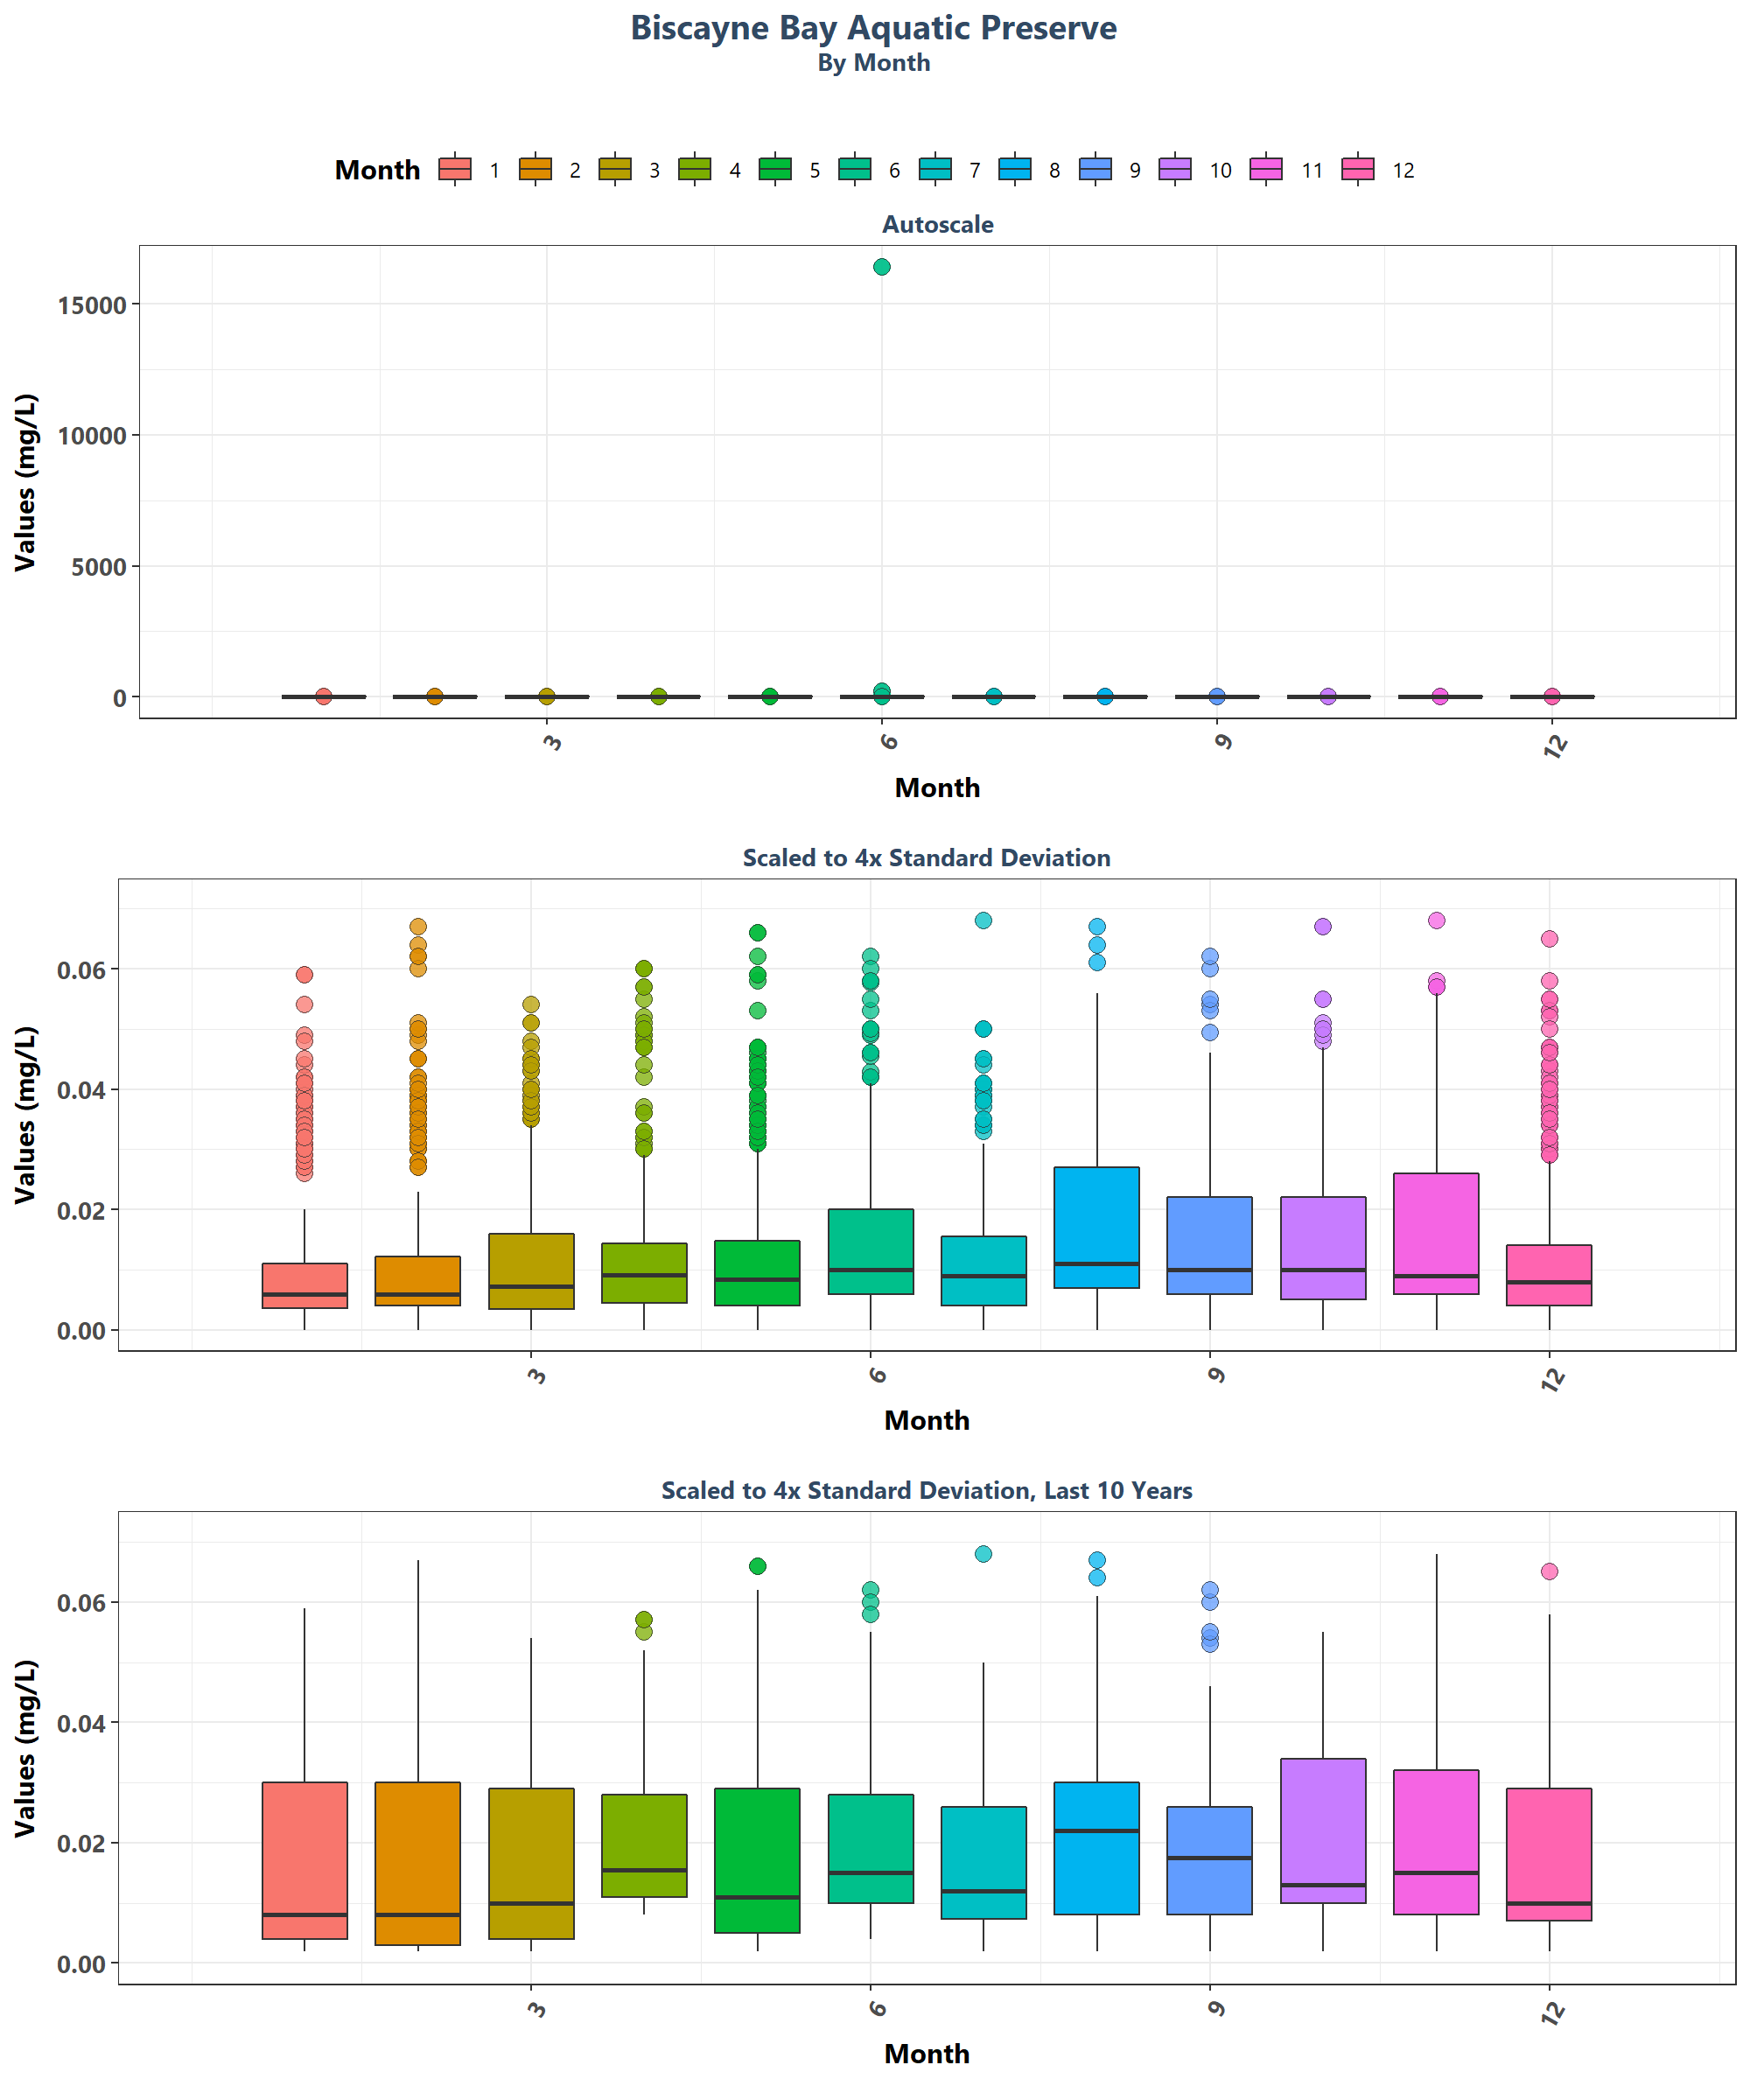 Biscayne Bay Aquatic Preserve
By Month
Month 1 2 3 4 5 6 7 8 9 10 11 12
Autoscale
Values (mg/L)
15000
10000
5000
0
3 6 9 12
Month
Scaled to 4x Standard Deviation
Values (mg/L)
0.06
0.04
0.02
0.00
3 6 9 12
Month
Scaled to 4x Standard Deviation, Last 10 Years
Values (mg/L)
0.06
0.04
0.02
0.00
3 6 9 12
Month